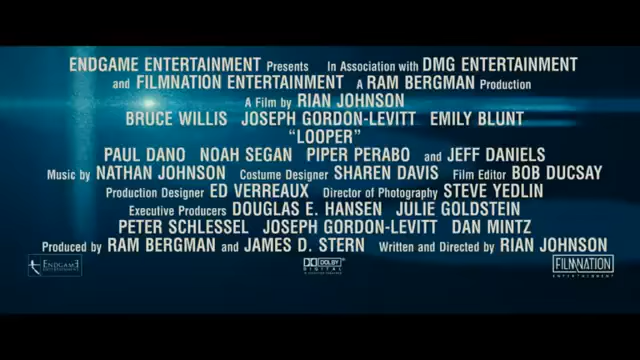 ENDGAME ENTERTAINMENT Presents In Association with DMG ENTERTAINMENT
and FILMNATION ENTERTAINMENT A RAM BERGMAN Production
A Film by RIAN JOHNSON
BRUCE WILLIS JOSEPH GORDON-LEVITT EMILY BLUNT
“LOOPER”
PAUL DANO NOAH SEGAN PIPER PERABO and JEFF DANIELS
Music by NATHAN JOHNSON Costume Designer SHAREN DAVIS Film Editor BOB DUCSAY
Production Designer ED VERREAUX Director of Photography STEVE YEDLIN
Executive Producers DOUGLAS E. HANSEN JULIE GOLDSTEIN
PETER SCHLESSEL JOSEPH GORDON-LEVITT DAN MINTZ
Produced by RAM BERGMAN and JAMES D. STERN Written and Directed by RIAN JOHNSON
ENDGAME
ENTERTAINMENT
DOLBY
DIGITAL
FILMNATION
ENTERTAINMENT